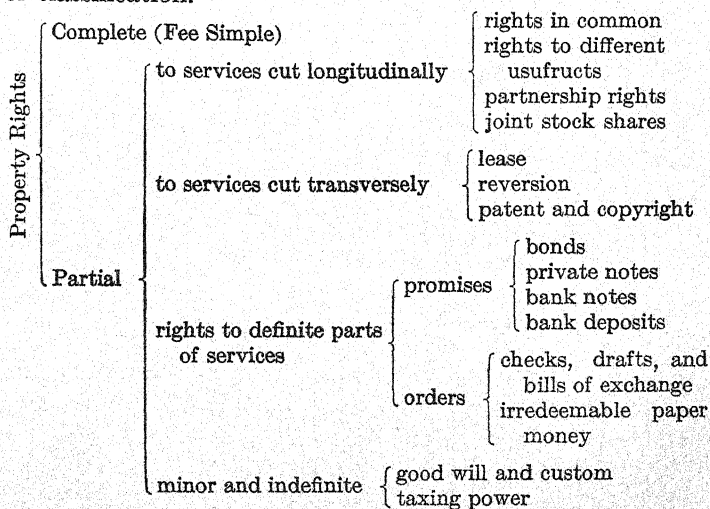 Property Rights
Complete (Fee Simple)
Partial
to services cut longitudinally
rights in common
rights to different
usufructs
partnership rights
joint stock shares
to services cut transversely
lease
reversion
patent and copyright
rights to definite parts
of services
promises
bonds
private notes
bank notes
bank deposits
orders
checks, drafts, and
bills of exchange
irredeemable paper
money
minor and indefinite
good will and custom
taxing power